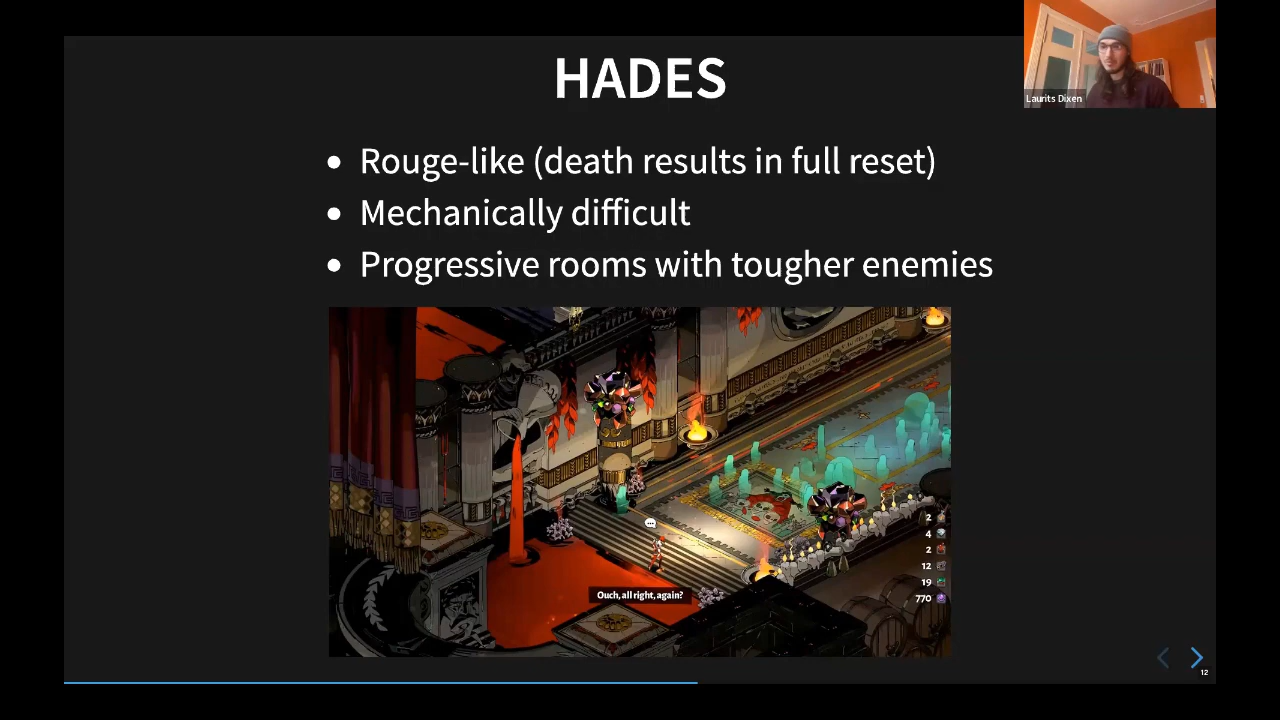 HADES
Laurits Dixen
Rouge-like (death results in full reset)
Mechanically difficult
Progressive rooms with tougher enemies
2
4
2
12
19
770
Ouch, all right, again?
12